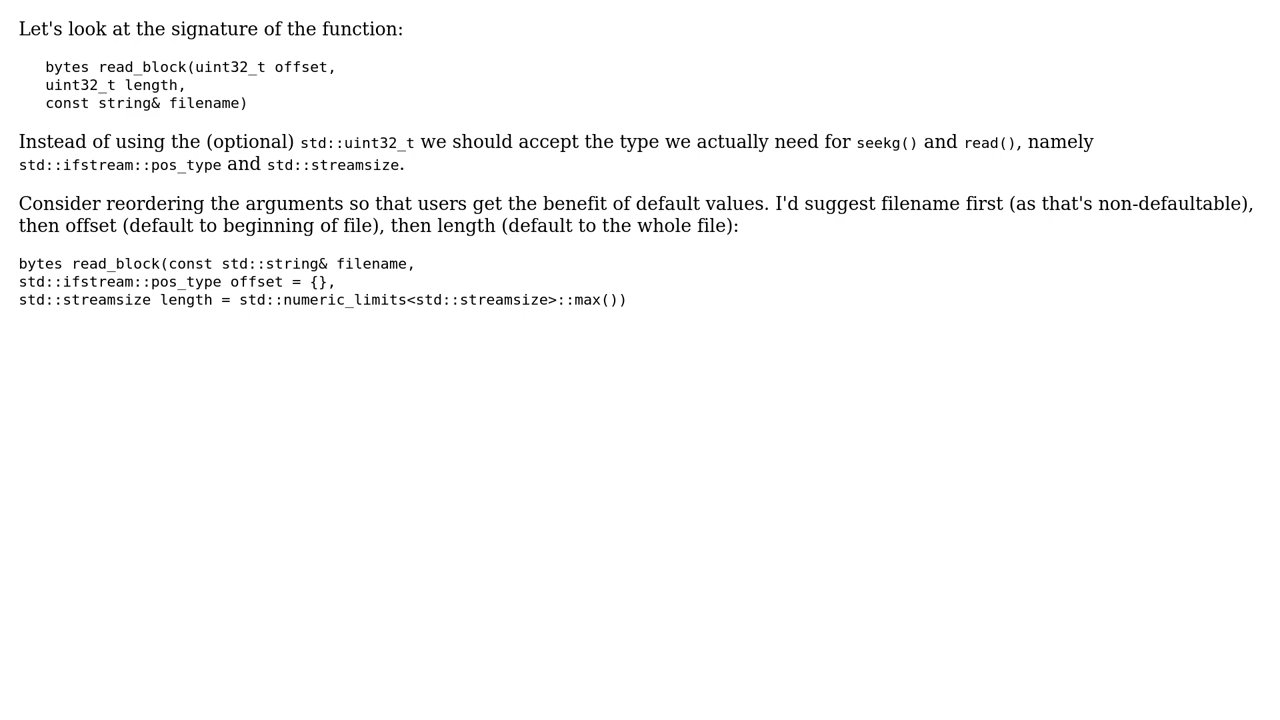 Let's look at the signature of the function:
bytes read_block(uint32_t offset,
uint32_t length,
const string& filename)
Instead of using the (optional) std::uint32_t we should accept the type we actually need for seekg() and read(), namely
std::ifstream::pos_type and std::streamsize.
Consider reordering the arguments so that users get the benefit of default values. I'd suggest filename first (as that's non-defaultable),
then offset (default to beginning of file), then length (default to the whole file):
bytes read_block(const std::string& filename,
std::ifstream::pos_type offset = {},
std::streamsize length = std::numeric_limits<std::streamsize>::max())